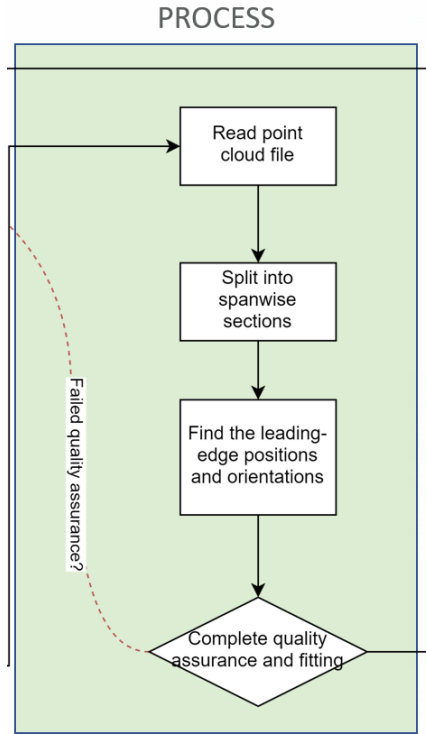 PROCESS
Read point
cloud file
Split into
spanwise
sections
Find the leading-
edge positions
and orientations
Failed quality assurance?
Complete quality
assurance and fitting